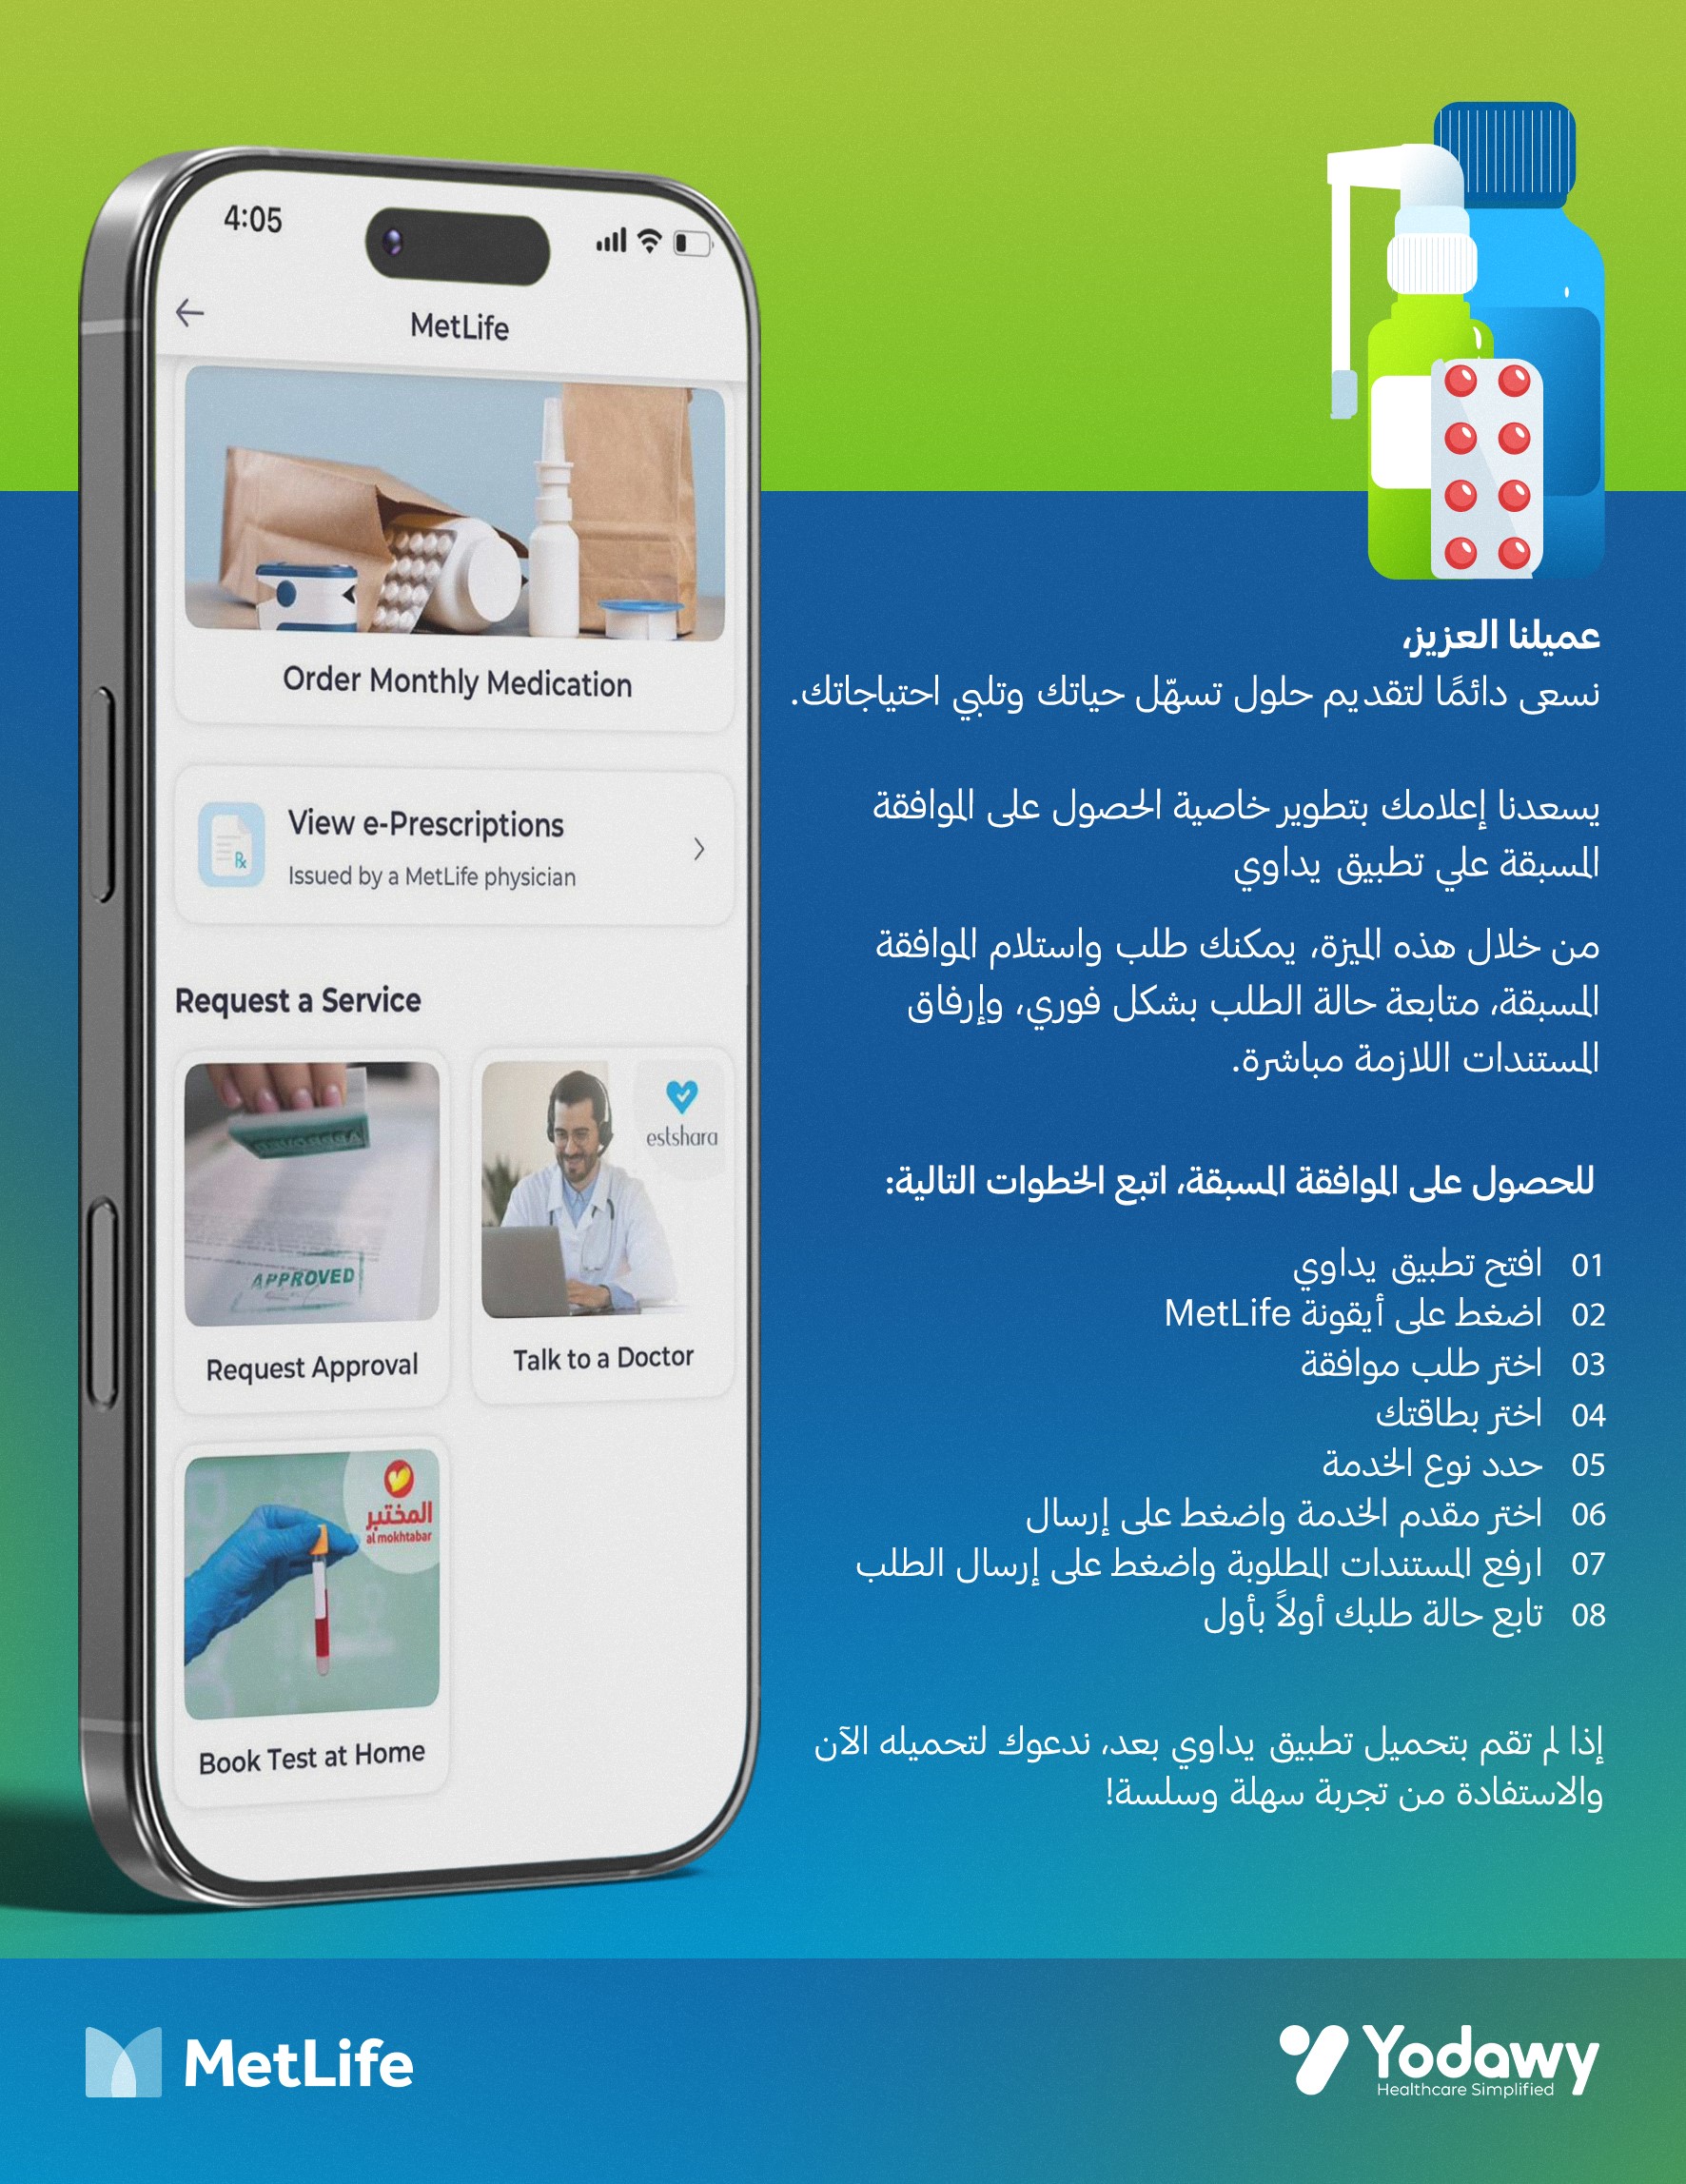 4:05
MetLife
Order Monthly Medication
View e-Prescriptions
Issued by a MetLife physician
Request a Service
APPROVED
Request Approval
estshara
Talk to a Doctor
المختبر
al mokhtabar
Book Test at Home
عميلنا العزيز،
نسعى دائمًا لتقديم حلول تسهّل حياتك وتلبي احتياجاتك.
يسعدنا إعلامك بتطوير خاصية الحصول على الموافقة
المسبقة علي تطبيق يداوي
من خلال هذه الميزة، يمكنك طلب واستلام الموافقة
المسبقة، متابعة حالة الطلب بشكل فوري، وإرفاق
المستندات اللازمة مباشرة.
للحصول على الموافقة المسبقة، اتبع الخطوات التالية:
01 افتح تطبيق يداوي
02 اضغط على أيقونة MetLife
03 اختر طلب موافقة
04 اختر بطاقتك
05 حدد نوع الخدمة
06 اختر مقدم الخدمة واضغط على إرسال
07 ارفع المستندات المطلوبة واضغط على إرسال الطلب
08 تابع حالة طلبك أولاً بأول
إذا لم تقم بتحميل تطبيق يداوي بعد، ندعوك لتحميله الآن
والاستفادة من تجربة سهلة وسلسة!
MetLife
Yodawy
Healthcare Simplified